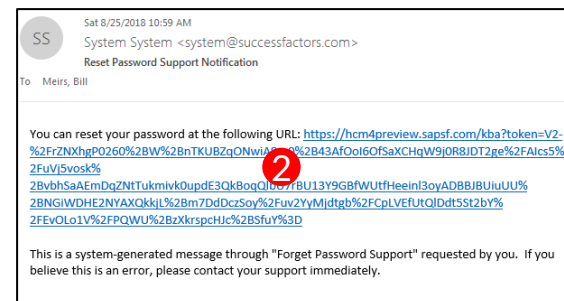 Sat 8/25/2018 10:59 AM
SS
System System <system@successfactors.com>
Reset Password Support Notification
To Meirs, Bill
You can reset your password at the following URL: https://hcm4preview.sapsf.com/kba?token=V2-
%2FrZNXhgP0260%2BW%2BnTKUBZqONwiA %2B43AfOoI6OfSaXCHqW9j0R8JDT2ge%2FAIcs5%
2FuVj5vosk%
2
2BvbhSaAEmDqZNtTukmivk0updE3QkBoqQl 7rBU13Y9GBfWUtfHeeinl3oyADBBJBUiuUU%
2BNGiWDHE2NYAXQkkjL%2Bm7DdDczSoy%2Fuv2YyMjdtgb%2FCpLVEfUtQlDdt5St2bY%
2FEvOLo1V%2FPQWU%2BzXkrspcHJc%2BSfuY%3D
This is a system-generated message through "Forget Password Support" requested by you. If you
believe this is an error, please contact your support immediately.